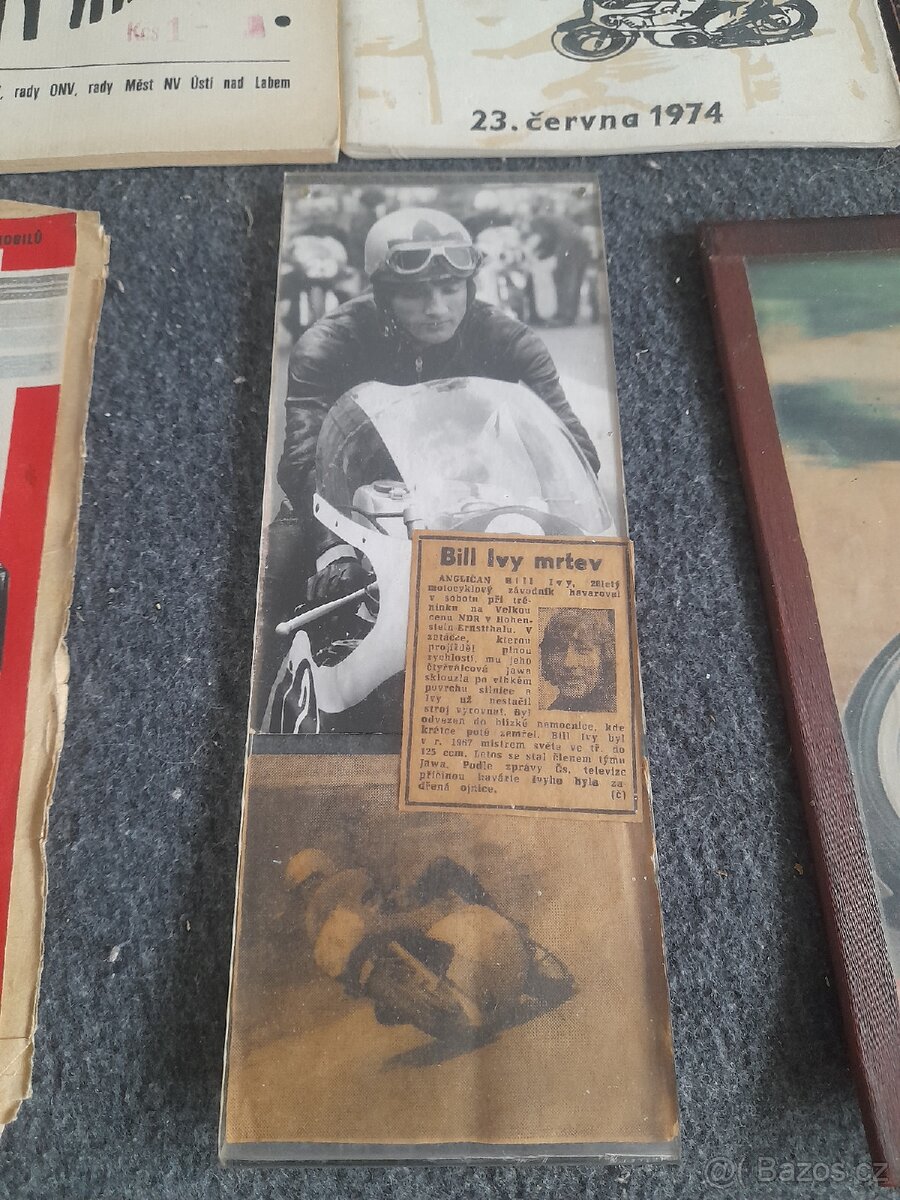 Kčs 1
, rady ONV, rady Měst NV Ústí nad Labem
23. června 1974
OBILŮ
Bill Ivy mrtev
ANGLIČAN Bill Ivy,
motocyklový závodník havaroval
v sobotu při tré-
ninku na Velkou
cenu NDR v Hohen-
stein Ernstthalu. V
zatáčce, kterou
projížděl plnou
rychlostí, mu jeho
čtyřválcová Jawa
sklouzla po vlhkém
povrchu silnice a
Ivy už nestačil
stroj vyrovnat. Byl
odvezen do blízké nemocnice, kde
krátce poté zemřel. Bill Ivy byl
v r. 1967 mistrem světa ve tř. do
125 ccm. Letos se stal členem týmu
Jawa. Podle zprávy Čs. televize
příčinou havárie Ivyho byla za-
dřená ojnice.
(č)
@ Bazos.cz